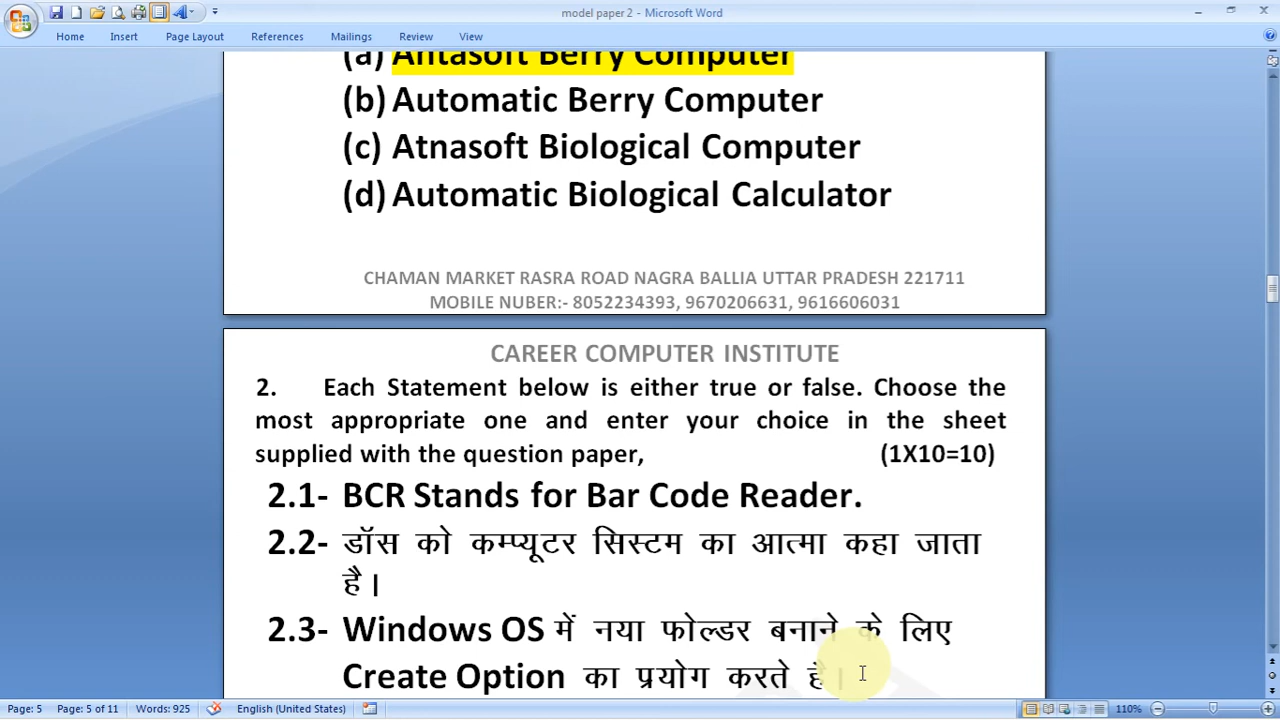 model paper 2 - Microsoft Word
Home Insert Page Layout References Mailings Review View
(a) Antasoft Berry Computer
(b) Automatic Berry Computer
(c) Atnasoft Biological Computer
(d) Automatic Biological Calculator
CHAMAN MARKET RASRA ROAD NAGRA BALLIA UTTAR PRADESH 221711
MOBILE NUBER:- 8052234393, 9670206631, 9616606031
CAREER COMPUTER INSTITUTE
2. Each Statement below is either true or false. Choose the
most appropriate one and enter your choice in the sheet
supplied with the question paper, (1X10=10)
2.1- BCR Stands for Bar Code Reader.
2.2- डॉस को कम्प्यूटर सिस्टम का आत्मा कहा जाता
है।
2.3- Windows OS में नया फोल्डर बनाने के लिए
Create Option का प्रयोग करते है।
Page: 5 Page: 5 of 11 Words: 925 English (United States) 110%